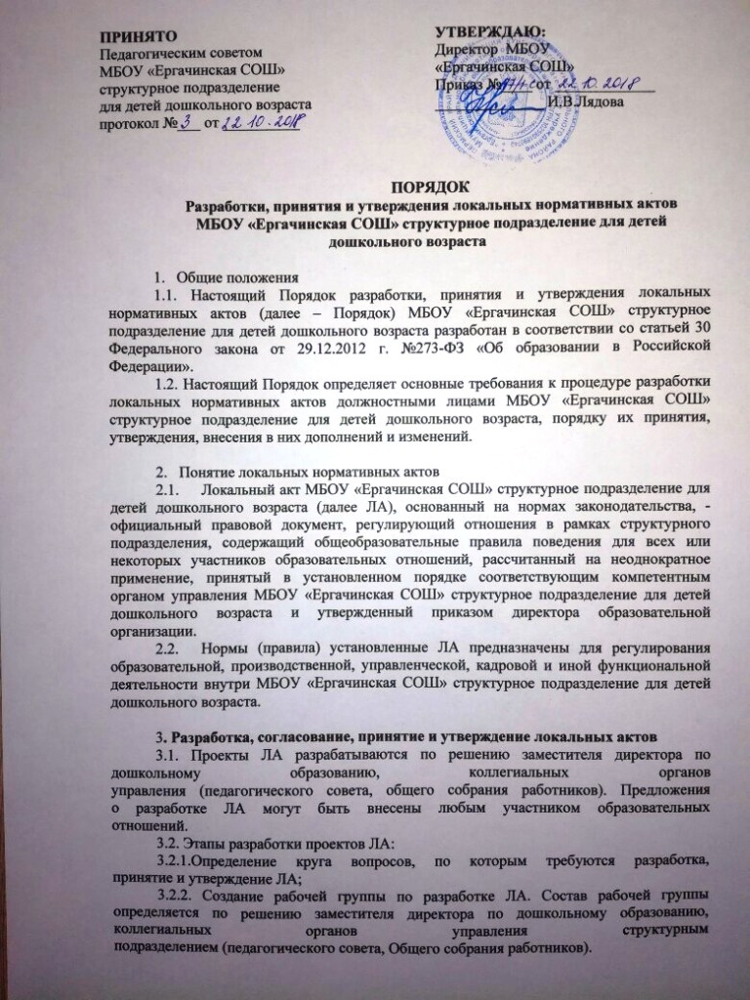 ПРИНЯТО
Педагогическим советом
МБОУ «Ергачинская СОШ»
структурное подразделение
для детей дошкольного возраста
протокол № 3 от 22.10.2018
УТВЕРЖДАЮ:
Директор МБОУ
«Ергачинская СОШ»
Приказ № от 22.10.2018
И.В.Лядова
ПОРЯДОК
Разработки, принятия и утверждения локальных нормативных актов
МБОУ «Ергачинская СОШ» структурное подразделение для детей
дошкольного возраста
1. Общие положения
1.1. Настоящий Порядок разработки, принятия и утверждения локальных
нормативных актов (далее – Порядок) МБОУ «Ергачинская СОШ» структурное
подразделение для детей дошкольного возраста разработан в соответствии со статьей 30
Федерального закона от 29.12.2012 г. №273-ФЗ «Об образовании в Российской
Федерации».
1.2. Настоящий Порядок определяет основные требования к процедуре разработки
локальных нормативных актов должностными лицами МБОУ «Ергачинская СОШ»
структурное подразделение для детей дошкольного возраста, порядку их принятия,
утверждения, внесения в них дополнений и изменений.
2. Понятие локальных нормативных актов
2.1. Локальный акт МБОУ «Ергачинская СОШ» структурное подразделение для
детей дошкольного возраста (далее ЛА), основанный на нормах законодательства, -
официальный правовой документ, регулирующий отношения в рамках структурного
подразделения, содержащий общеобразовательные правила поведения для всех или
некоторых участников образовательных отношений, рассчитанный на неоднократное
применение, принятый в установленном порядке соответствующим компетентным
органом управления МБОУ «Ергачинская СОШ» структурное подразделение для детей
дошкольного возраста и утвержденный приказом директора образовательной
организации.
2.2. Нормы (правила) установленные ЛА предназначены для регулирования
образовательной, производственной, управленческой, кадровой и иной функциональной
деятельности внутри МБОУ «Ергачинская СОШ» структурное подразделение для детей
дошкольного возраста.
3. Разработка, согласование, принятие и утверждение локальных актов
3.1. Проекты ЛА разрабатываются по решению заместителя директора по
дошкольному образованию, коллегиальных органов
управления (педагогического совета, общего собрания работников). Предложения
о разработке ЛА могут быть внесены любым участником образовательных
отношений.
3.2. Этапы разработки проектов ЛА:
3.2.1.Определение круга вопросов, по которым требуются разработка,
принятие и утверждение ЛА;
3.2.2. Создание рабочей группы по разработке ЛА. Состав рабочей группы
определяется по решению заместителя директора по дошкольному образованию,
коллегиальных органов управления структурным
подразделением (педагогического совета, Общего собрания работников).